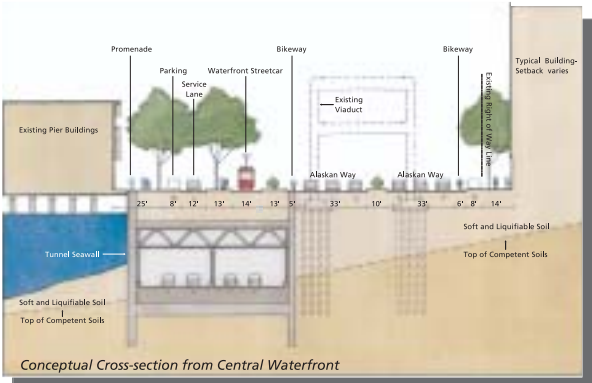 Promenade
Parking
Service
Lane
Waterfront Streetcar
Bikeway
Bikeway
Typical Building-
Setback varies
Existing Right of Way Line
Existing
Viaduct
Existing Pier Buildings
Alaskan Way
Alaskan Way
25' 8' 12' 13' 14' 13' 5' 33' 10' 33' 6' 8' 14'
Tunnel Seawall
Soft and Liquifiable Soil
Top of Competent Soils
Soft and Liquifiable Soil
Top of Competent Soils
Conceptual Cross-section from Central Waterfront